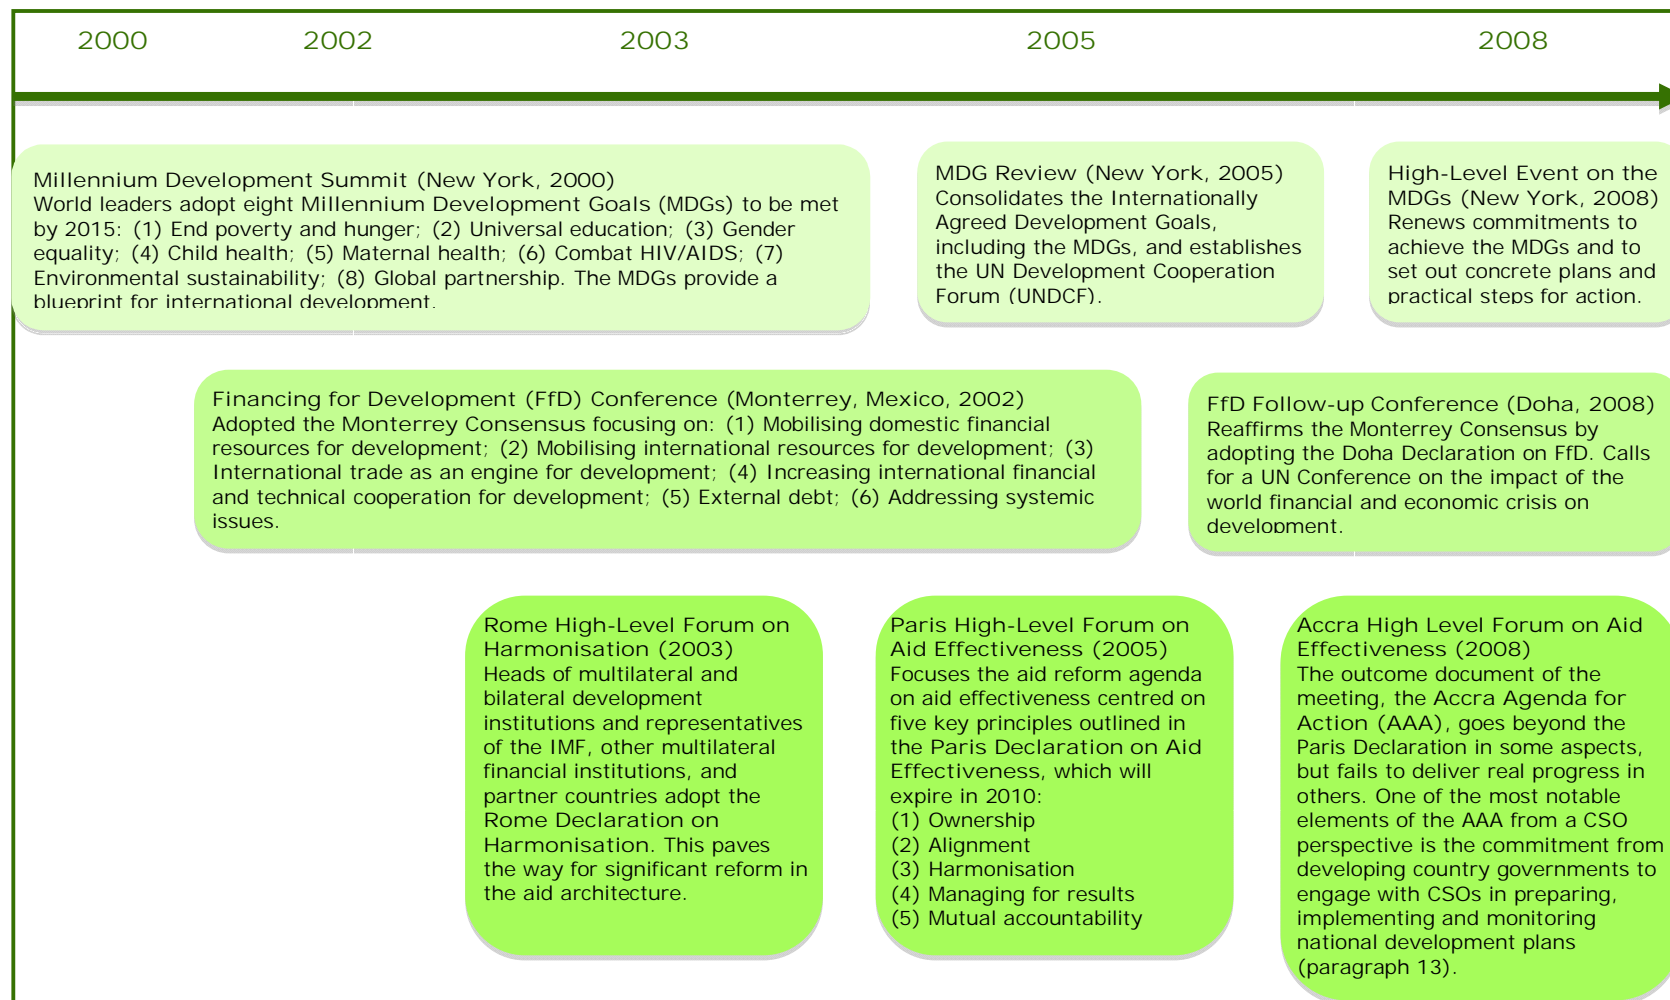 2000 2002 2003 2005 2008
Millennium Development Summit (New York, 2000)
World leaders adopt eight Millennium Development Goals (MDGs) to be met
by 2015: (1) End poverty and hunger; (2) Universal education; (3) Gender
equality; (4) Child health; (5) Maternal health; (6) Combat HIV/AIDS; (7)
Environmental sustainability; (8) Global partnership. The MDGs provide a
blueprint for international development.
MDG Review (New York, 2005)
Consolidates the Internationally
Agreed Development Goals,
including the MDGs, and establishes
the UN Development Cooperation
Forum (UNDCF).
High-Level Event on the
MDGs (New York, 2008)
Renews commitments to
achieve the MDGs and to
set out concrete plans and
practical steps for action.
Financing for Development (FfD) Conference (Monterrey, Mexico, 2002)
Adopted the Monterrey Consensus focusing on: (1) Mobilising domestic financial
resources for development; (2) Mobilising international resources for development; (3)
International trade as an engine for development; (4) Increasing international financial
and technical cooperation for development; (5) External debt; (6) Addressing systemic
issues.
FfD Follow-up Conference (Doha, 2008)
Reaffirms the Monterrey Consensus by
adopting the Doha Declaration on FfD. Calls
for a UN Conference on the impact of the
world financial and economic crisis on
development.
Rome High-Level Forum on
Harmonisation (2003)
Heads of multilateral and
bilateral development
institutions and representatives
of the IMF, other multilateral
financial institutions, and
partner countries adopt the
Rome Declaration on
Harmonisation. This paves
the way for significant reform in
the aid architecture.
Paris High-Level Forum on
Aid Effectiveness (2005)
Focuses the aid reform agenda
on aid effectiveness centred on
five key principles outlined in
the Paris Declaration on Aid
Effectiveness, which will
expire in 2010:
(1) Ownership
(2) Alignment
(3) Harmonisation
(4) Managing for results
(5) Mutual accountability
Accra High Level Forum on Aid
Effectiveness (2008)
The outcome document of the
meeting, the Accra Agenda for
Action (AAA), goes beyond the
Paris Declaration in some aspects,
but fails to deliver real progress in
others. One of the most notable
elements of the AAA from a CSO
perspective is the commitment from
developing country governments to
engage with CSOs in preparing,
implementing and monitoring
national development plans
(paragraph 13).